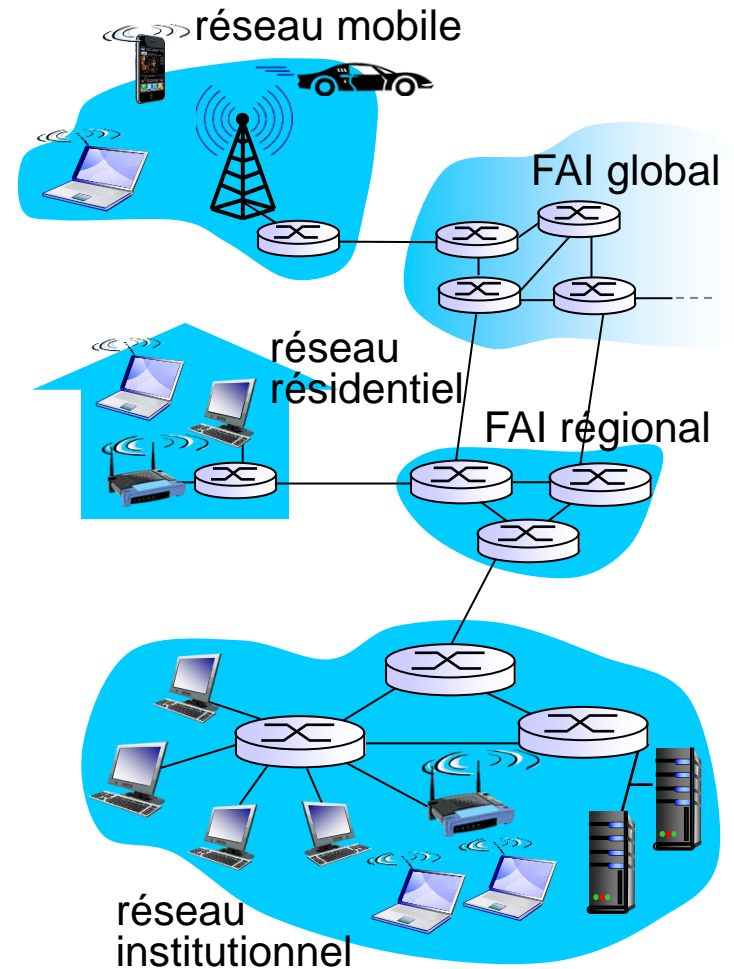 réseau mobile
FAI global
réseau
résidentiel
FAI régional
réseau
institutionnel